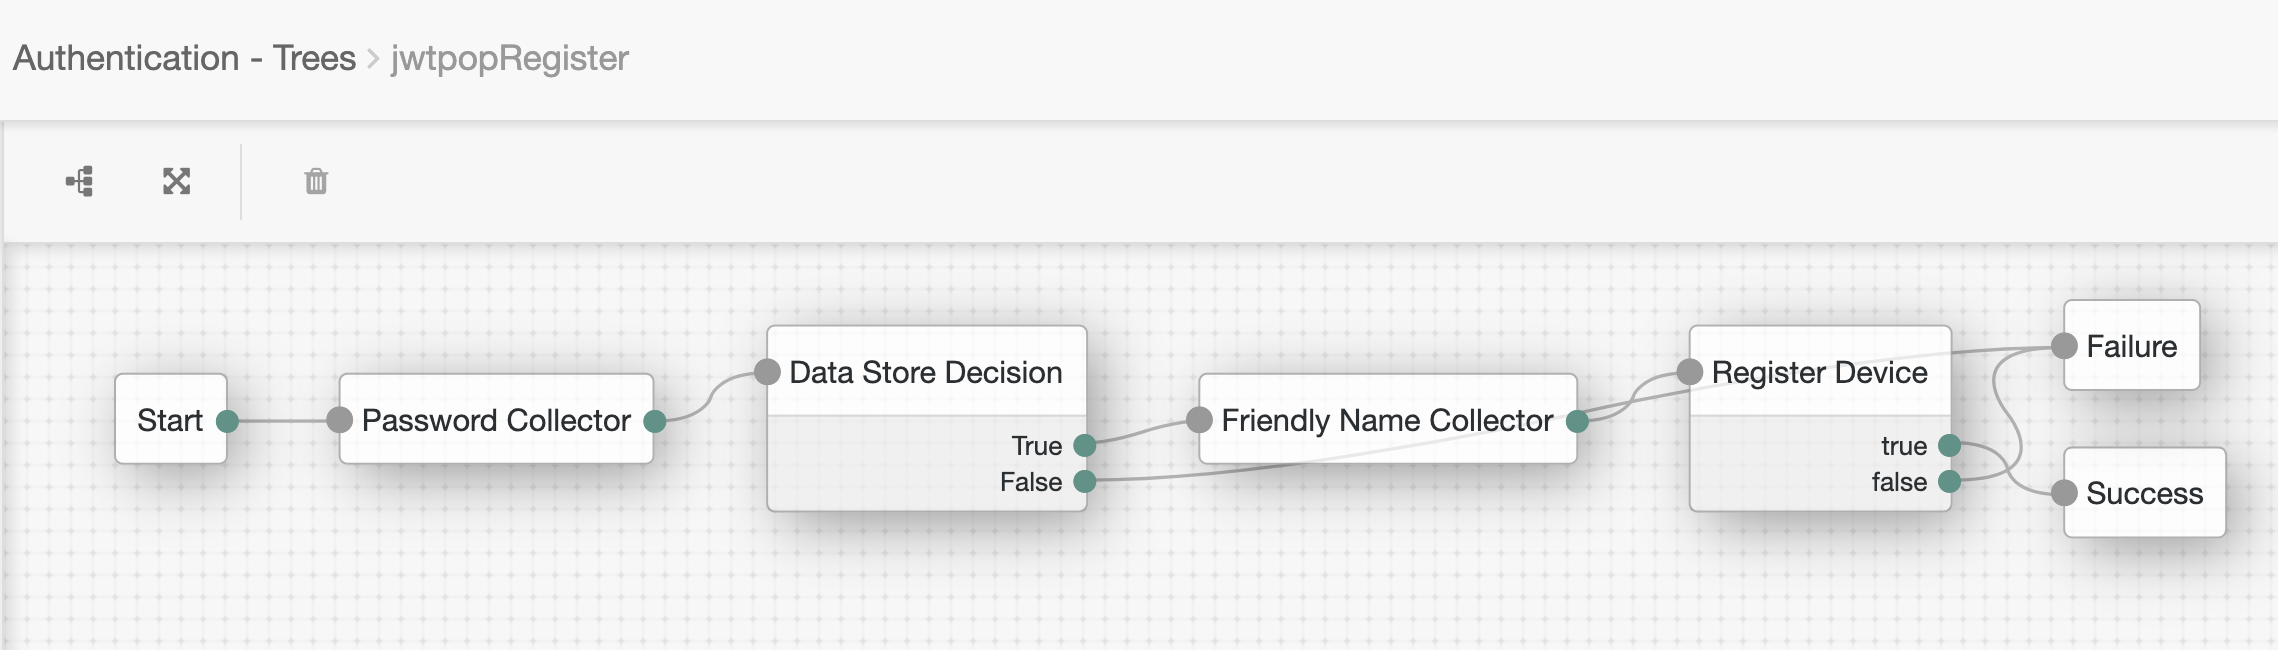 Authentication - Trees > jwtpopRegister
Start
Password Collector
Data Store Decision
True
False
Friendly Name Collector
Register Device
true
false
Failure
Success